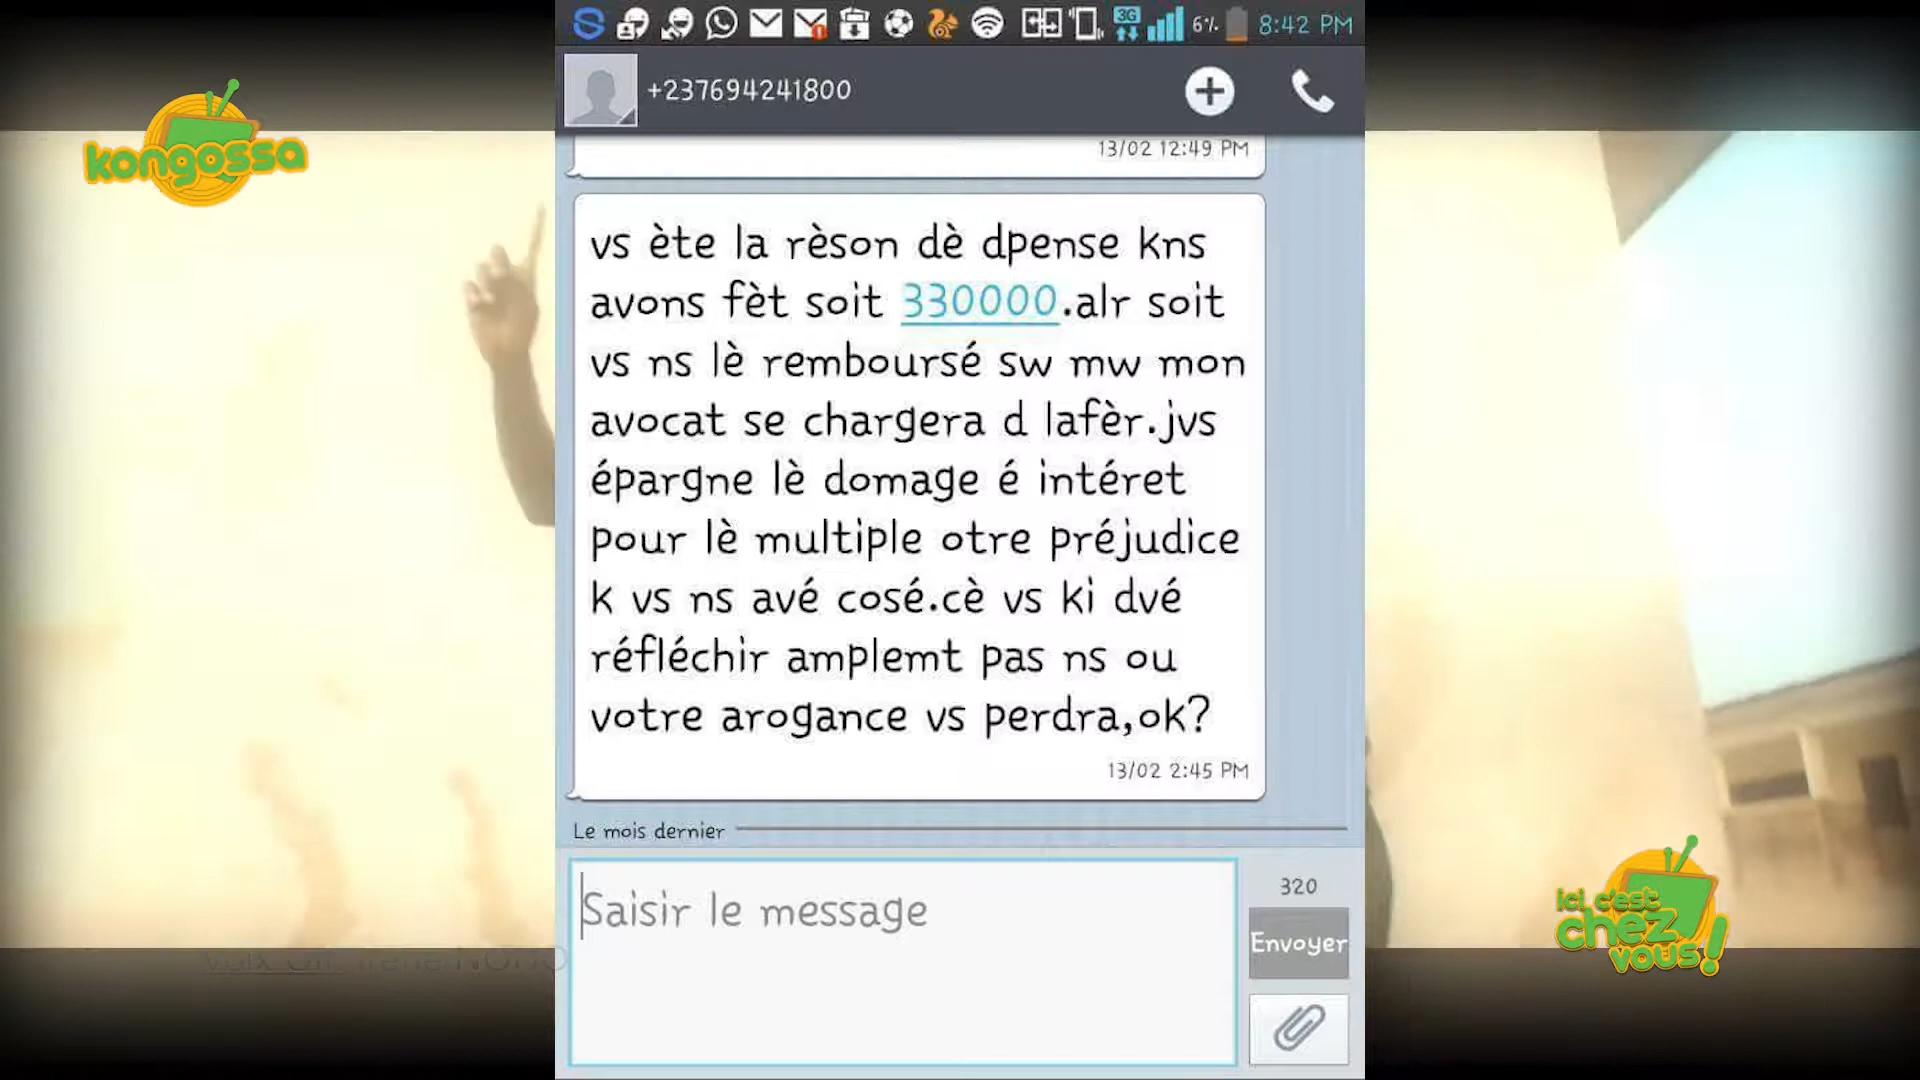 6% 8:42 PM
3G
+237694241800
kongossa
13/02 12:49 PM
vs ète la rèson dè dpense kns
avons fèt soit 330000.alr soit
vs ns lè remboursé sw mw mon
avocat se chargera d lafèr.jvs
épargne lè domage é intéret
pour lè multiple otre préjudice
k vs ns avé cosé.cè vs ki dvé
réfléchir amplemt pas ns ou
votre arogance vs perdra,ok?
13/02 2:45 PM
Le mois dernier
Saisir le message
320
Envoyer
ici c'est
chez
vous!